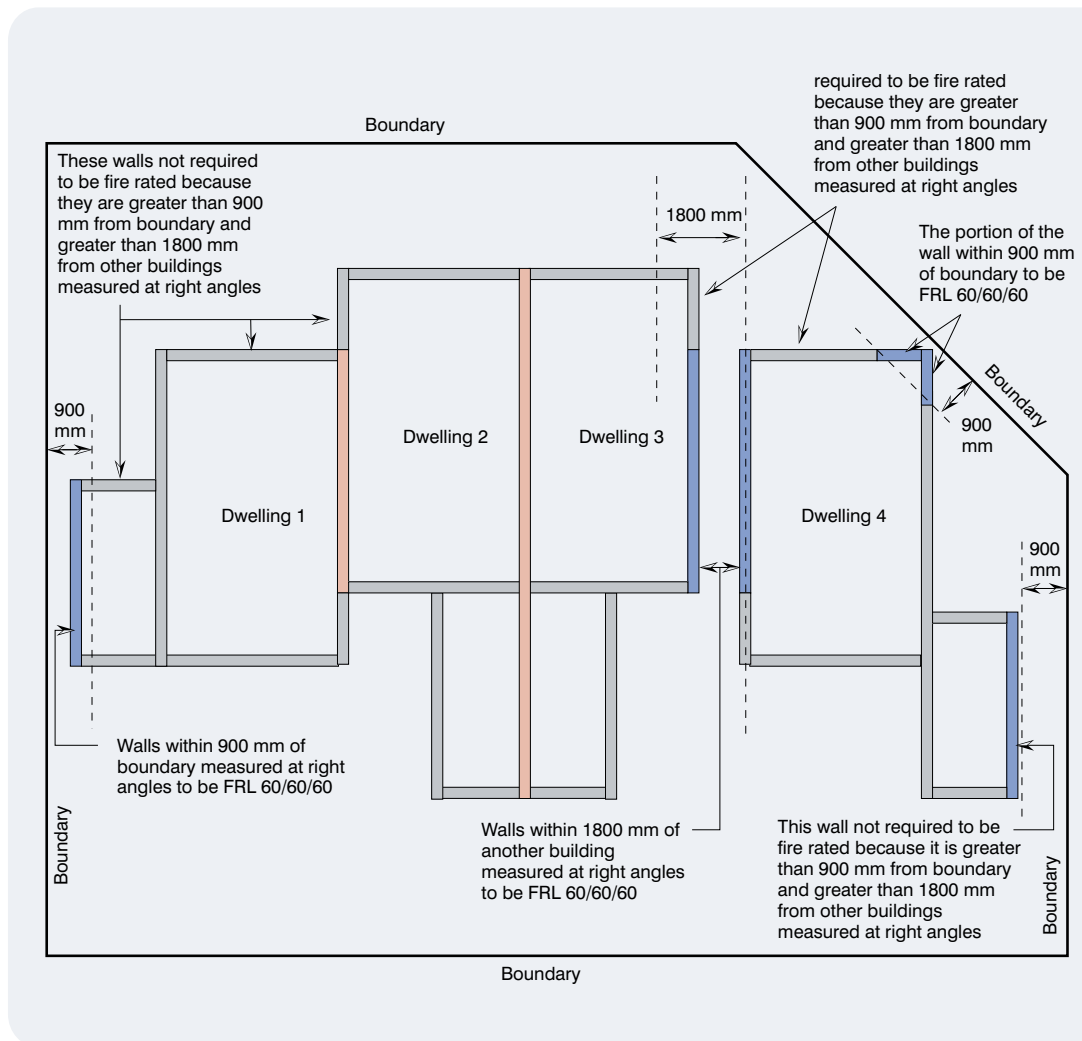 required to be fire rated
because they are greater
than 900 mm from boundary
and greater than 1800 mm
from other buildings
measured at right angles
Boundary
These walls not required
to be fire rated because
they are greater than 900
mm from boundary and
greater than 1800 mm
from other buildings
measured at right angles
1800 mm
The portion of the
wall within 900 mm
of boundary to be
FRL 60/60/60
Boundary
900
mm
900
mm
Dwelling 2
Dwelling 3
Dwelling 1
Dwelling 4
900
mm
Walls within 900 mm of
boundary measured at right
angles to be FRL 60/60/60
Boundary
Walls within 1800 mm of
another building
measured at right angles
to be FRL 60/60/60
This wall not required to be
fire rated because it is greater
than 900 mm from boundary
and greater than 1800 mm
from other buildings
measured at right angles
Boundary
Boundary